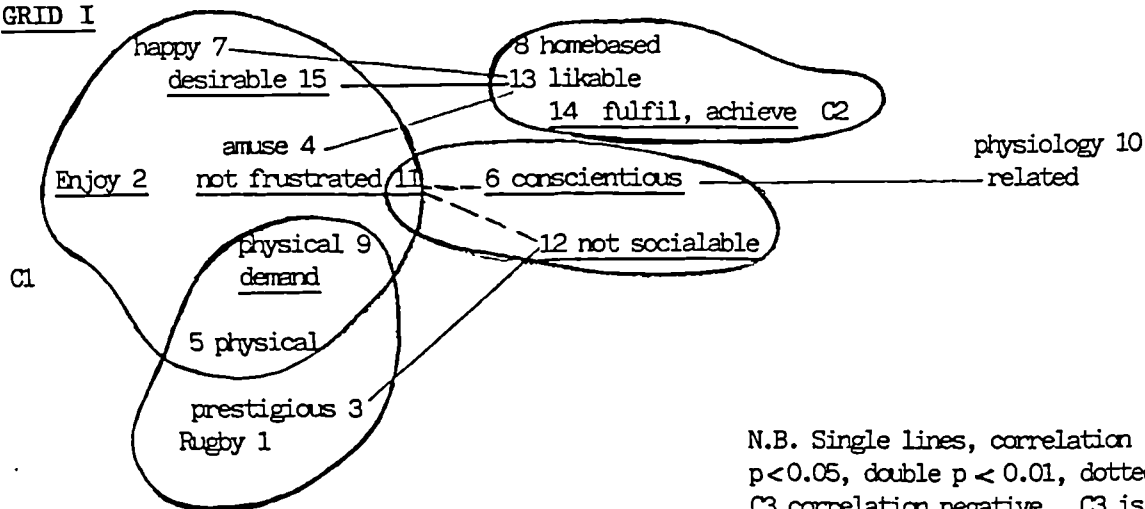 GRID I
happy 7
8 homebased
desirable 15
13 likable
14 fulfil, achieve C2
amuse 4
physiology 10
Enjoy 2
not frustrated 11
6 conscientious
related
physical 9
12 not socialable
demand
C1
5 physical
prestigious 3
Rugby 1
N.B. Single lines, correlation
p<0.05, double p < 0.01, dotted
C3 correlation negative. C3 is